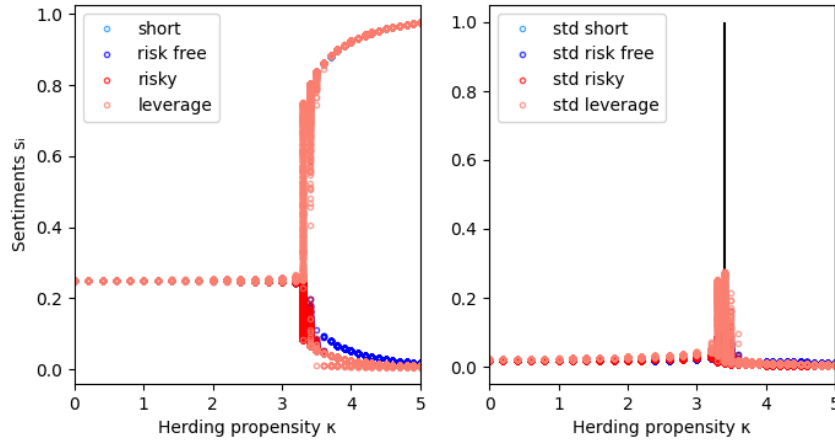 short
risk free
risky
leverage
1.0
0.8
0.6
0.4
0.2
0.0
Sentiments sᵢ
0 1 2 3 4 5
Herding propensity κ
std short
std risk free
std risky
std leverage
1.0
0.8
0.6
0.4
0.2
0.0
0 1 2 3 4 5
Herding propensity κ